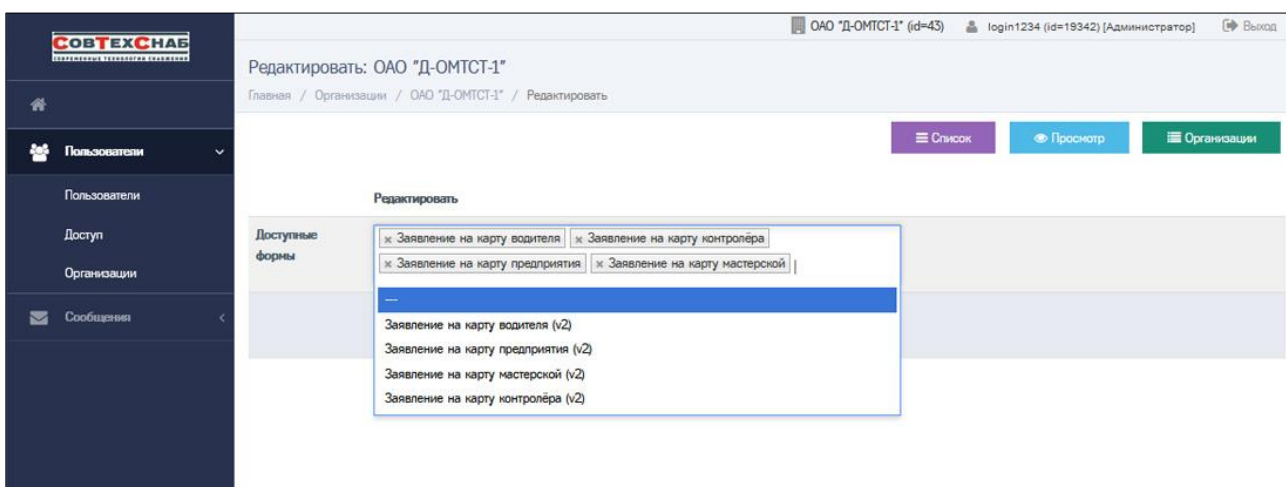 ОАО "Д-ОМТСТ-1" (id=43) login1234 (id=19342) [Администратор] Выход
СОВТЕХСНАБ
СОВРЕМЕННЫЕ ТЕХНОЛОГИИ СНАБЖЕНИЯ
Редактировать: ОАО "Д-ОМТСТ-1"
Главная / Организации / ОАО "Д-ОМТСТ-1" / Редактировать
Список Просмотр Организации
Пользователи
Пользователи
Доступ
Организации
Сообщения
Редактировать
Доступные
формы
× Заявление на карту водителя × Заявление на карту контролёра
× Заявление на карту предприятия × Заявление на карту мастерской
---
Заявление на карту водителя (v2)
Заявление на карту предприятия (v2)
Заявление на карту мастерской (v2)
Заявление на карту контролёра (v2)